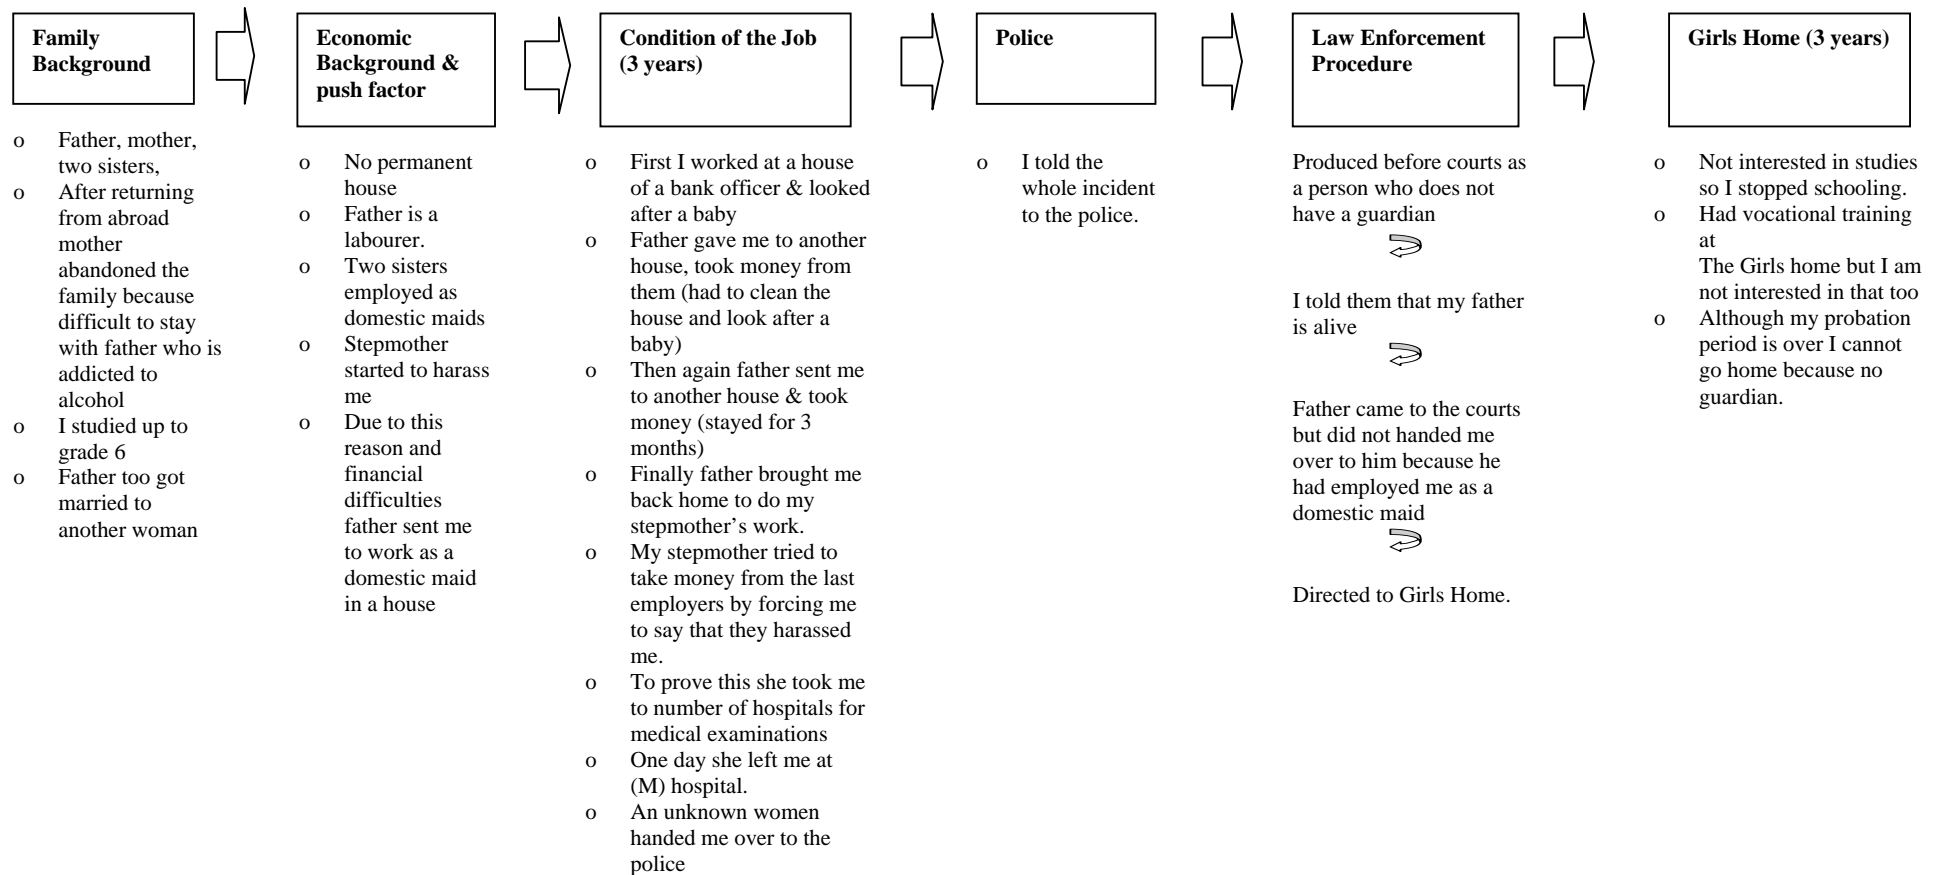 Family
Background
Economic
Background &
push factor
Condition of the Job
(3 years)
Police
Law Enforcement
Procedure
Girls Home (3 years)
o Father, mother,
two sisters,
o After returning
from abroad
mother
abandoned the
family because
difficult to stay
with father who is
addicted to
alcohol
o I studied up to
grade 6
o Father too got
married to
another woman
o No permanent
house
o Father is a
labourer.
o Two sisters
employed as
domestic maids
o Stepmother
started to harass
me
o Due to this
reason and
financial
difficulties
father sent me
to work as a
domestic maid
in a house
o First I worked at a house
of a bank officer & looked
after a baby
o Father gave me to another
house, took money from
them (had to clean the
house and look after a
baby)
o Then again father sent me
to another house & took
money (stayed for 3
months)
o Finally father brought me
back home to do my
stepmother’s work.
o My stepmother tried to
take money from the last
employers by forcing me
to say that they harassed
me.
o To prove this she took me
to number of hospitals for
medical examinations
o One day she left me at
(M) hospital.
o An unknown women
handed me over to the
police
o I told the
whole incident
to the police.
Produced before courts as
a person who does not
have a guardian
I told them that my father
is alive
Father came to the courts
but did not handed me
over to him because he
had employed me as a
domestic maid
Directed to Girls Home.
o Not interested in studies
so I stopped schooling.
o Had vocational training
at
The Girls home but I am
not interested in that too
o Although my probation
period is over I cannot
go home because no
guardian.